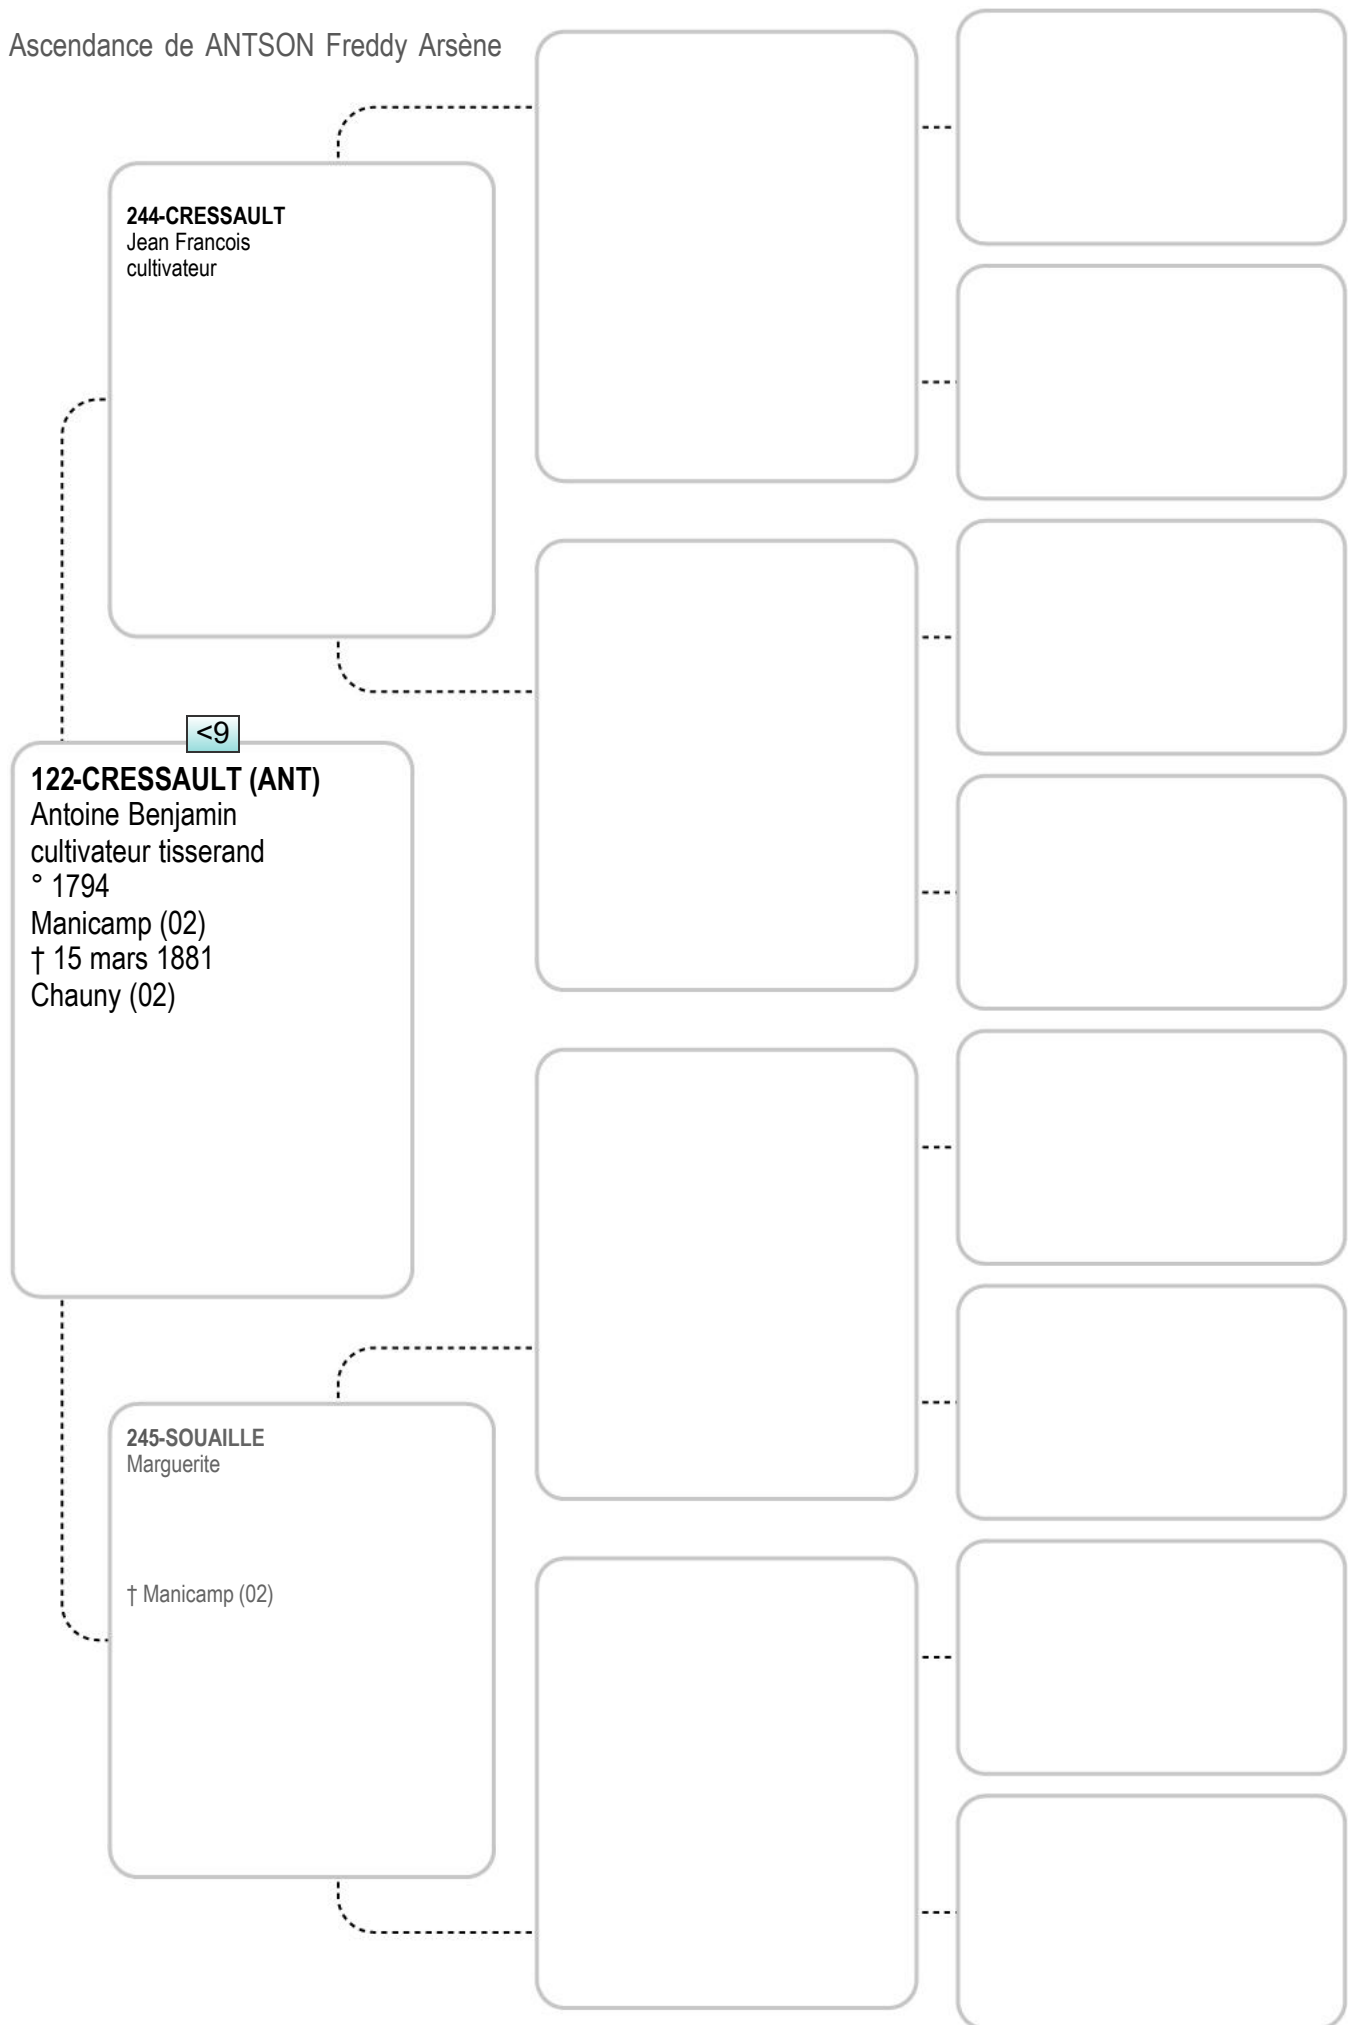 Ascendance de ANTSON Freddy Arsène
244-CRESSAULT
Jean Francois
cultivateur
<9
122-CRESSAULT (ANT)
Antoine Benjamin
cultivateur tisserand
° 1794
Manicamp (02)
† 15 mars 1881
Chauny (02)
245-SOUAILLE
Marguerite
† Manicamp (02)